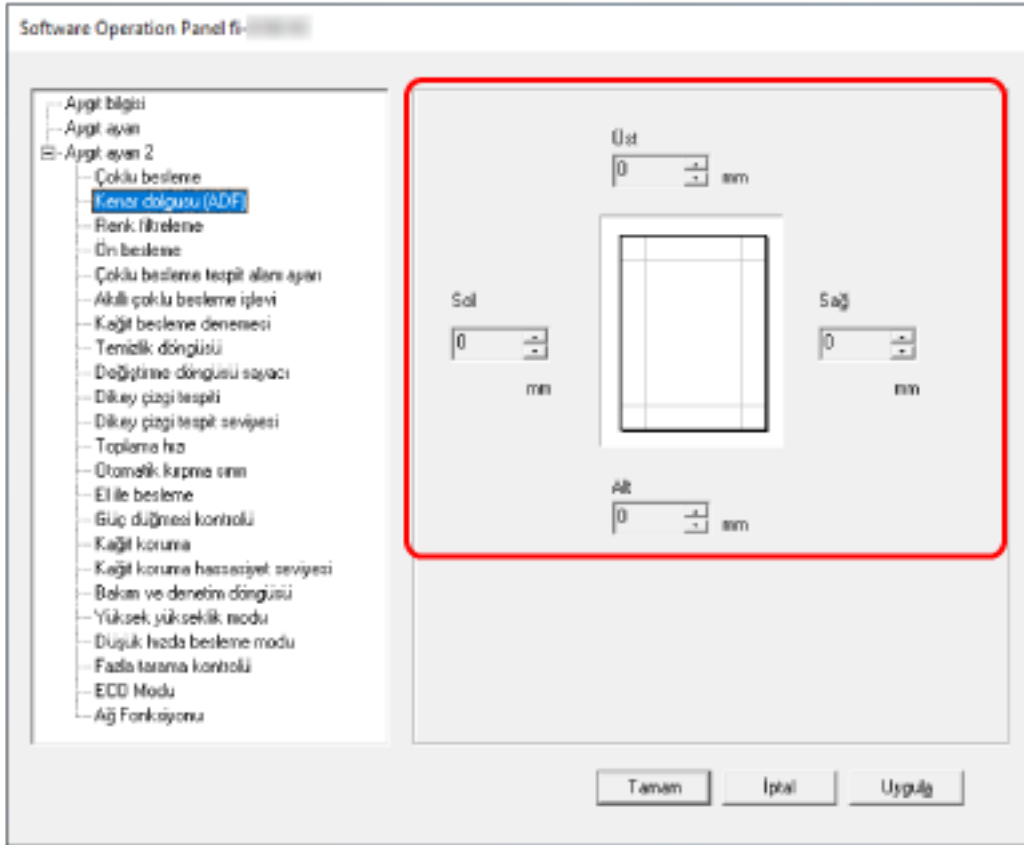 Software Operation Panel fi-
Aygıt bilgisi
Aygıt ayarı
Aygıt ayarı 2
Çoklu besleme
Kenar dolgusu (ADF)
Renk filtreleme
Ön besleme
Çoklu besleme tespit alanı ayarı
Akıllı çoklu besleme işlevi
Kağıt besleme denemesi
Temizlik döngüsü
Değiştirme döngüsü sayacı
Dikey çizgi tespiti
Dikey çizgi tespit seviyesi
Toplama hızı
Otomatik kırpma sınırı
El ile besleme
Güç düğmesi kontrolü
Kağıt koruma
Kağıt koruma hassasiyet seviyesi
Bakım ve denetim döngüsü
Yüksek yükseklik modu
Düşük hızda besleme modu
Fazla tarama kontrolü
ECO Modu
Ağ Fonksiyonu
Üst
0 mm
Sol
0
mm
Sağ
0
mm
Alt
0 mm
Tamam İptal Uygula